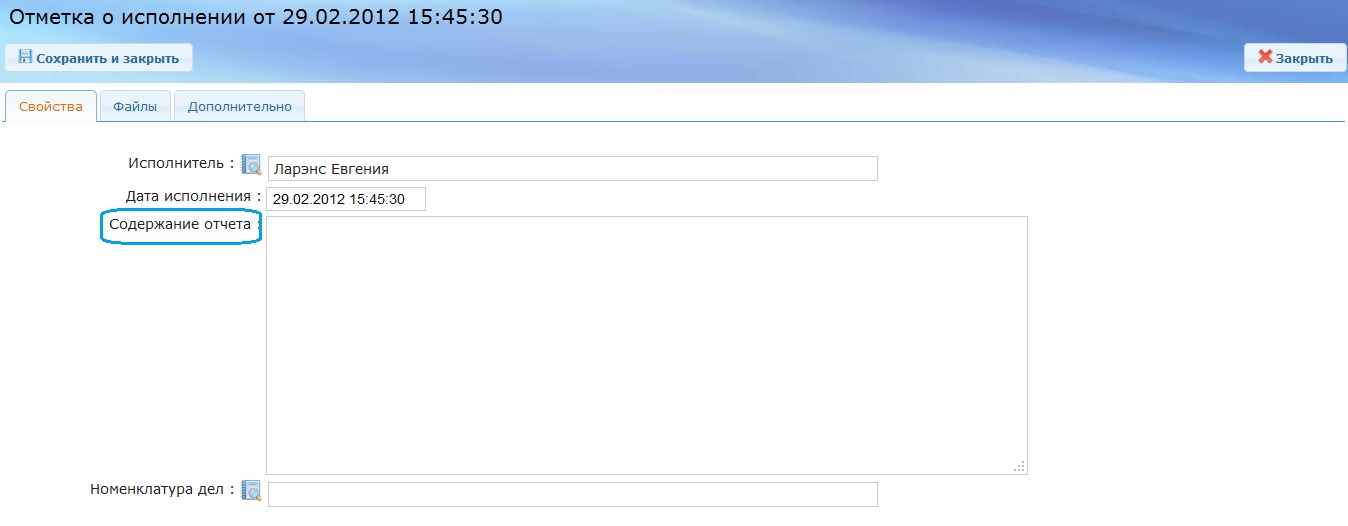 Отметка о исполнении от 29.02.2012 15:45:30
Сохранить и закрыть Закрыть
Свойства Файлы Дополнительно
Исполнитель : Ларэнс Евгения
Дата исполнения : 29.02.2012 15:45:30
Содержание отчета :
Номенклатура дел :